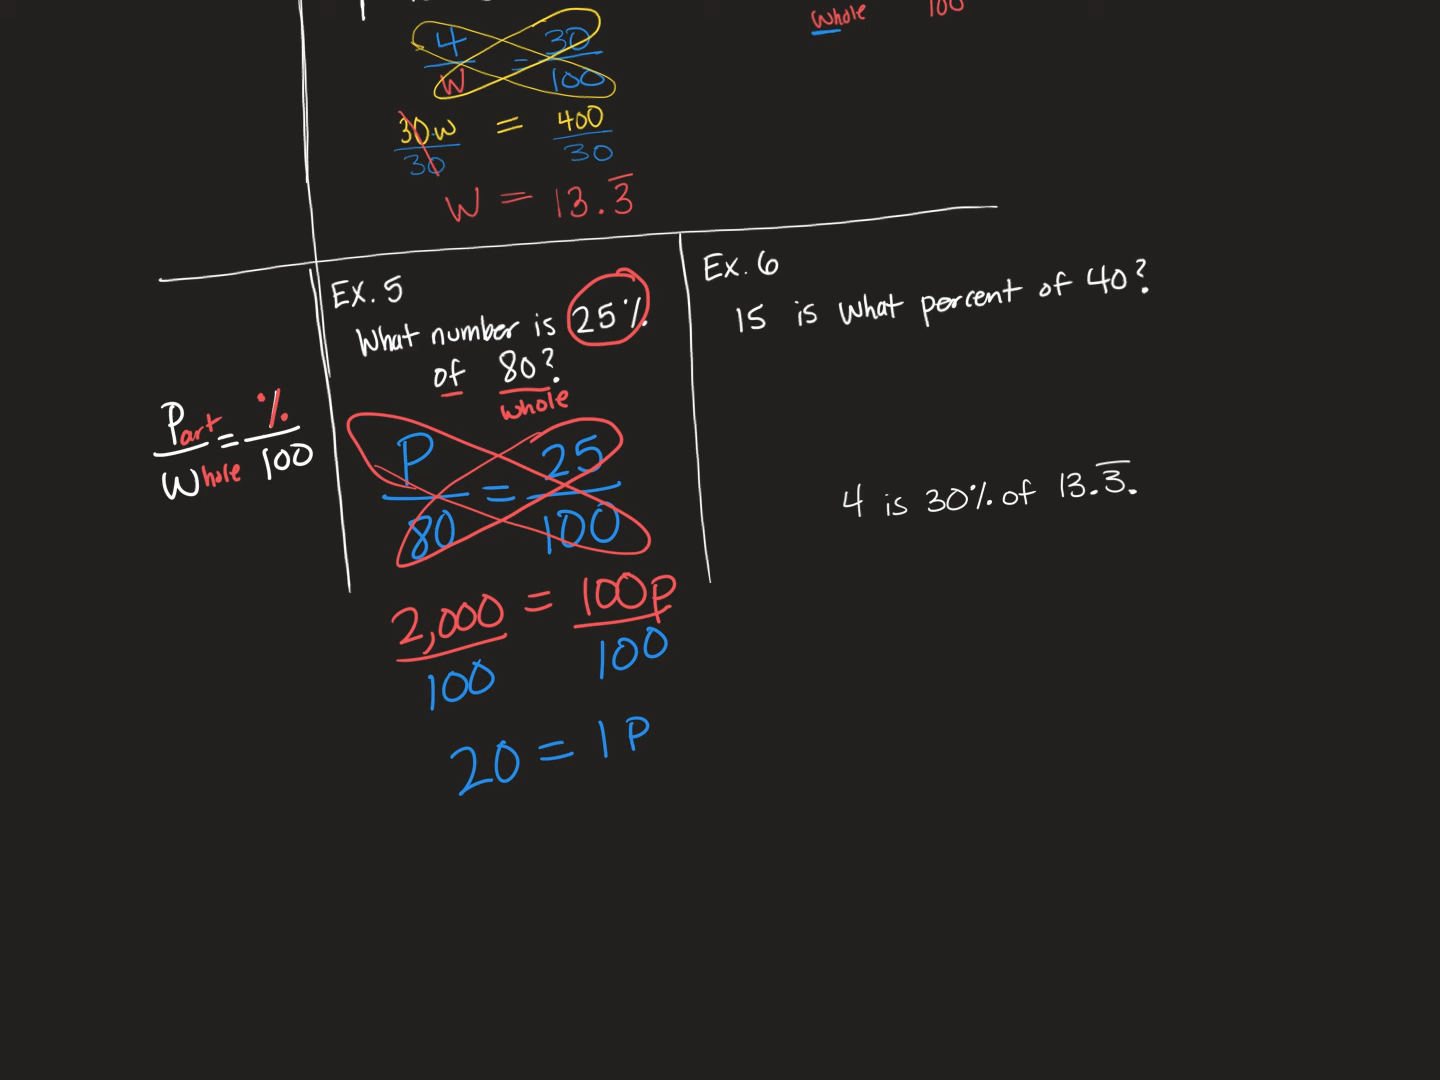 whole 100
4 = 30
W 100
30w = 400
30 30
W = 13.3̅
Ex. 5
What number is 25%
of 80?
whole
Part = %
Whole 100
P = 25
80 100
2,000 = 100p
100 100
20 = 1P
Ex. 6
15 is what percent of 40?
4 is 30% of 13.3̅.